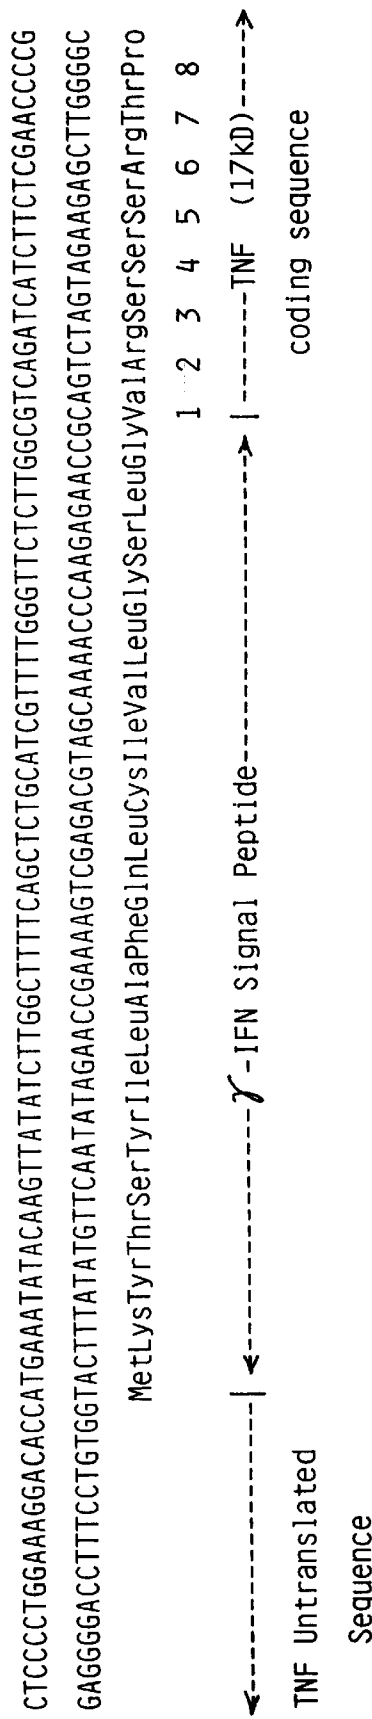 CTCCCCTGGAAAGGACACCATGAAATATACAAGTTATATCTTGGCTTTTCAGCTCTGCATCGTTTTGGGTTCTCTTGGCGTCAGATCATCTTCTCGAACCCCG
GAGGGGACCTTTCCTGTGGTACTTTATATGTTCAATATAGAACCGAAAAGTCGAGACGTAGCAAAACCCAAGAGAACCGCAGTCTAGTAGAAGAGCTTGGGGC
MetLysTyrThrSerTyrIleLeuAlaPheGlnLeuCysIleValLeuGlySerLeuGlyValArgSerSerSerArgThrPro
1 2 3 4 5 6 7 8
<-----------|<-----------γ-IFN Signal Peptide----------->|-------TNF (17kD)----->
TNF Untranslated coding sequence
Sequence